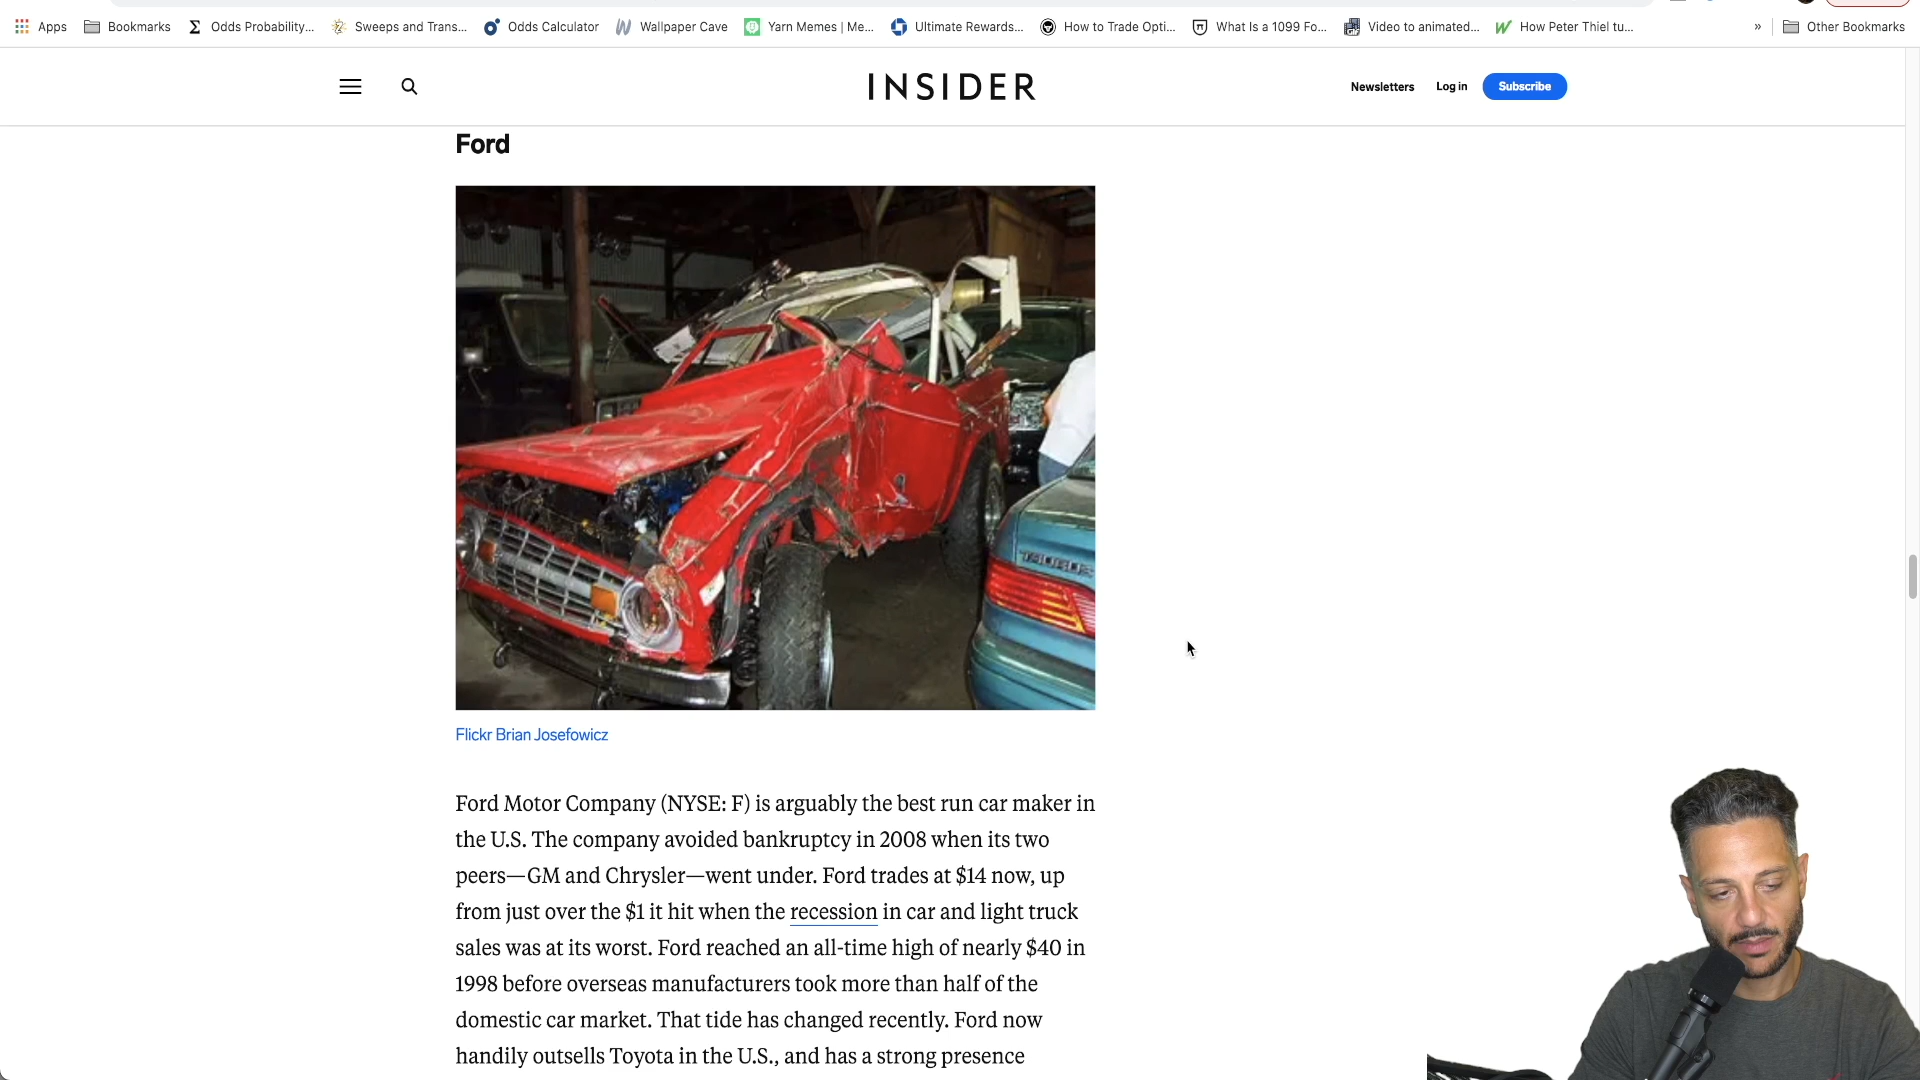 Apps Bookmarks Odds Probability... Sweeps and Trans... Odds Calculator Wallpaper Cave Yarn Memes | Me... Ultimate Rewards... How to Trade Opti... What Is a 1099 Fo... Video to animated... How Peter Thiel tu... » Other Bookmarks
INSIDER
Newsletters Log in Subscribe
Ford
TAURUS
Flickr Brian Josefowicz
Ford Motor Company (NYSE: F) is arguably the best run car maker in
the U.S. The company avoided bankruptcy in 2008 when its two
peers—GM and Chrysler—went under. Ford trades at $14 now, up
from just over the $1 it hit when the recession in car and light truck
sales was at its worst. Ford reached an all-time high of nearly $40 in
1998 before overseas manufacturers took more than half of the
domestic car market. That tide has changed recently. Ford now
handily outsells Toyota in the U.S., and has a strong presence